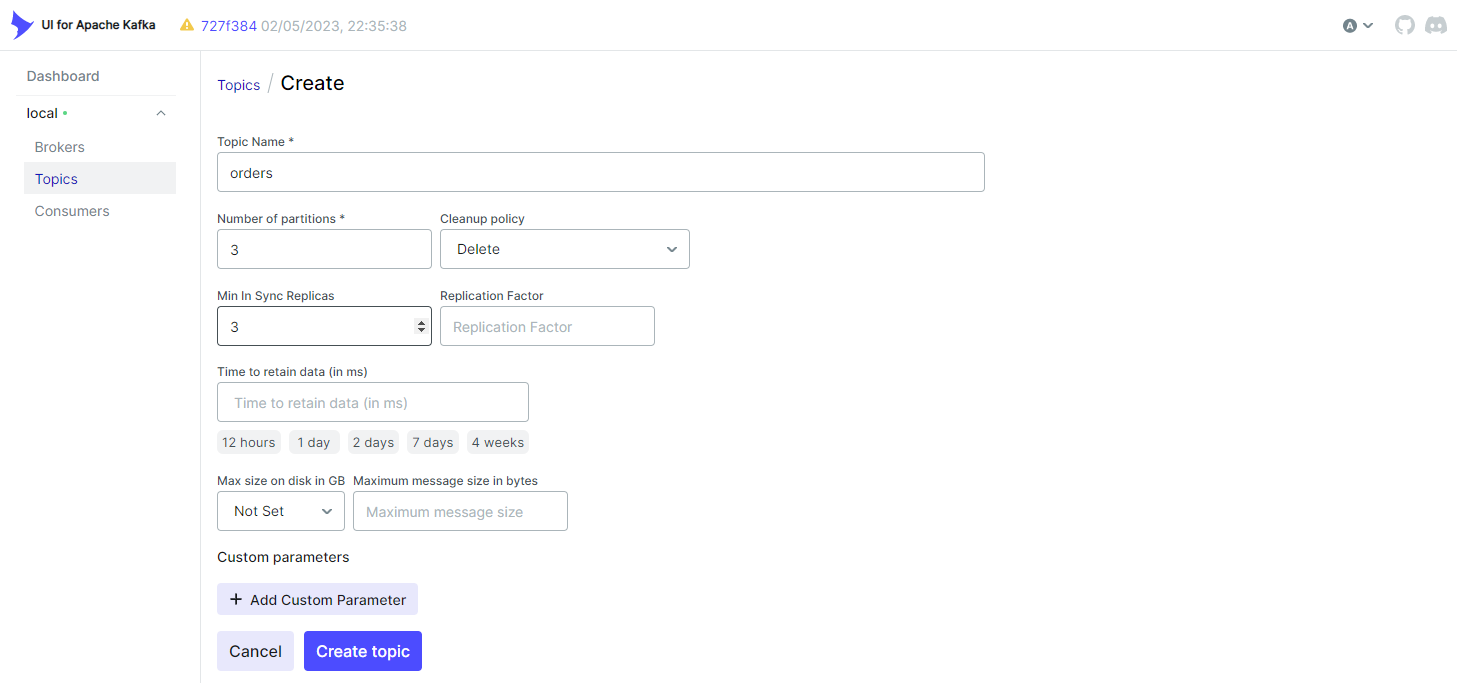 UI for Apache Kafka
727f384 02/05/2023, 22:35:38
A
Dashboard
local
Brokers
Topics
Consumers
Topics / Create
Topic Name *
orders
Number of partitions * Cleanup policy
3 Delete
Min In Sync Replicas Replication Factor
3 Replication Factor
Time to retain data (in ms)
Time to retain data (in ms)
12 hours 1 day 2 days 7 days 4 weeks
Max size on disk in GB Maximum message size in bytes
Not Set Maximum message size
Custom parameters
+ Add Custom Parameter
Cancel Create topic